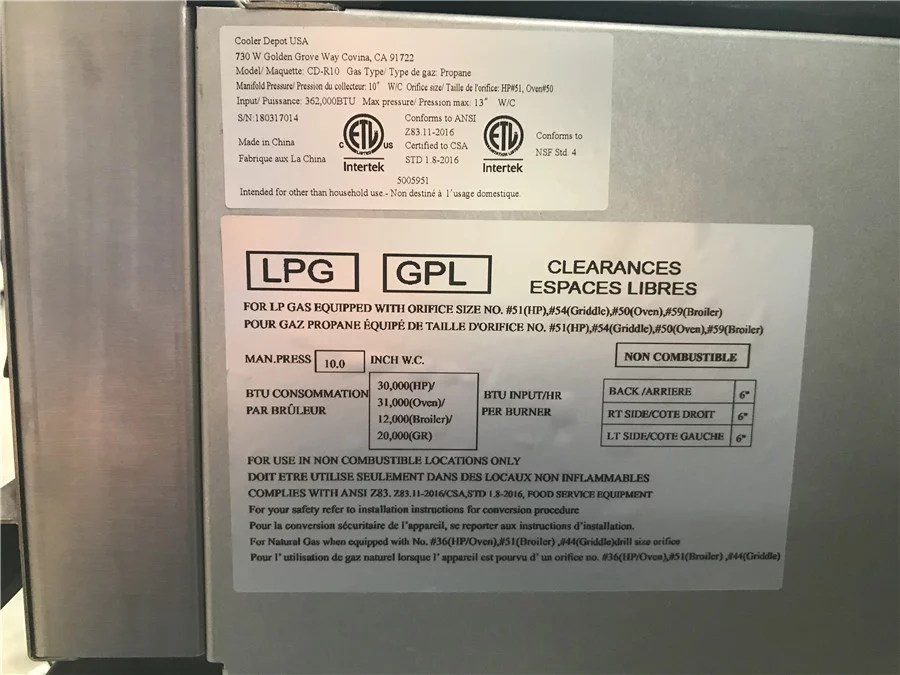 Cooler Depot USA
730 W Golden Grove Way Covina, CA 91722
Model/ Maquette: CD-R10 Gas Type/ Type de gaz: Propane
Manifold Pressure/ Pression du collecteur: 10" W/C Orifice size/ Taille de l'orifice: HP#51, Oven#50
Input/ Puissance: 362,000BTU Max pressure/ Pression max: 13" W/C
S/N:180317014
Made in China
Fabrique aux La China
C ETL US
Intertek
Conforms to ANSI
Z83.11-2016
Certified to CSA
STD 1.8-2016
ETL
Intertek
Conforms to
NSF Std. 4
5005951
Intended for other than household use.- Non destiné à l'usage domestique.
LPG GPL
CLEARANCES
ESPACES LIBRES
FOR LP GAS EQUIPPED WITH ORIFICE SIZE NO. #51(HP),#54(Griddle),#50(Oven),#59(Broiler)
POUR GAZ PROPANE ÉQUIPÉ DE TAILLE D'ORIFICE NO. #51(HP),#54(Griddle),#50(Oven),#59(Broiler)
MAN.PRESS 10.0 INCH W.C.
NON COMBUSTIBLE
BTU CONSOMMATION
PAR BRÛLEUR
30,000(HP)/
31,000(Oven)/
12,000(Broiler)/
20,000(GR)
BTU INPUT/HR
PER BURNER
BACK /ARRIERE 6"
RT SIDE/COTE DROIT 6"
LT SIDE/COTE GAUCHE 6"
FOR USE IN NON COMBUSTIBLE LOCATIONS ONLY
DOIT ETRE UTILISE SEULEMENT DANS DES LOCAUX NON INFLAMMABLES
COMPLIES WITH ANSI Z83. Z83.11-2016/CSA,STD 1.8-2016, FOOD SERVICE EQUIPMENT
For your safety refer to installation instructions for conversion procedure
Pour la conversion sécuritaire de l'appareil, se reporter aux instructions d'installation.
For Natural Gas when equipped with No. #36(HP/Oven),#51(Broiler) ,#44(Griddle)drill size orifice
Pour l' utilisation de gaz naturel lorsque l' appareil est pourvu d' un orifice no. #36(HP/Oven),#51(Broiler) ,#44(Griddle)